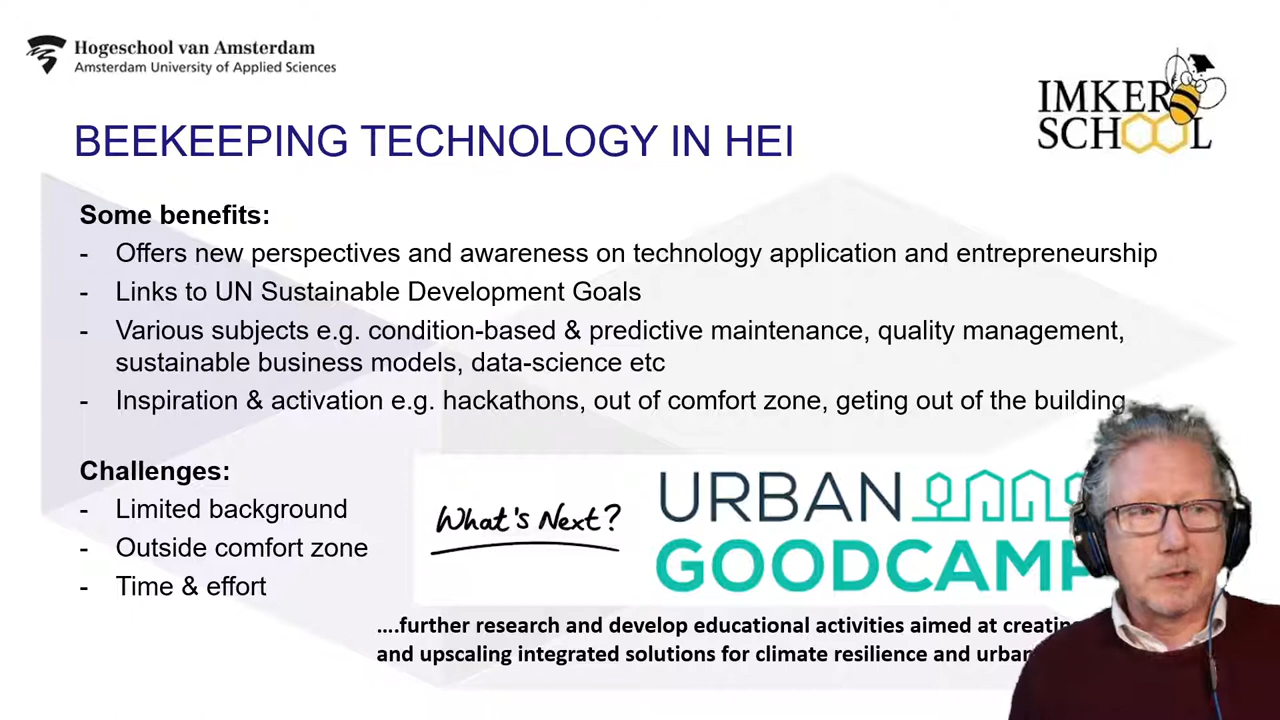 Hogeschool van Amsterdam
Amsterdam University of Applied Sciences
IMKER
SCHOOL
BEEKEEPING TECHNOLOGY IN HEI
Some benefits:
- Offers new perspectives and awareness on technology application and entrepreneurship
- Links to UN Sustainable Development Goals
- Various subjects e.g. condition-based & predictive maintenance, quality management,
sustainable business models, data-science etc
- Inspiration & activation e.g. hackathons, out of comfort zone, geting out of the building
Challenges:
- Limited background
- Outside comfort zone
- Time & effort
What's Next?
URBAN
GOODCAMP
....further research and develop educational activities aimed at creating
and upscaling integrated solutions for climate resilience and urban